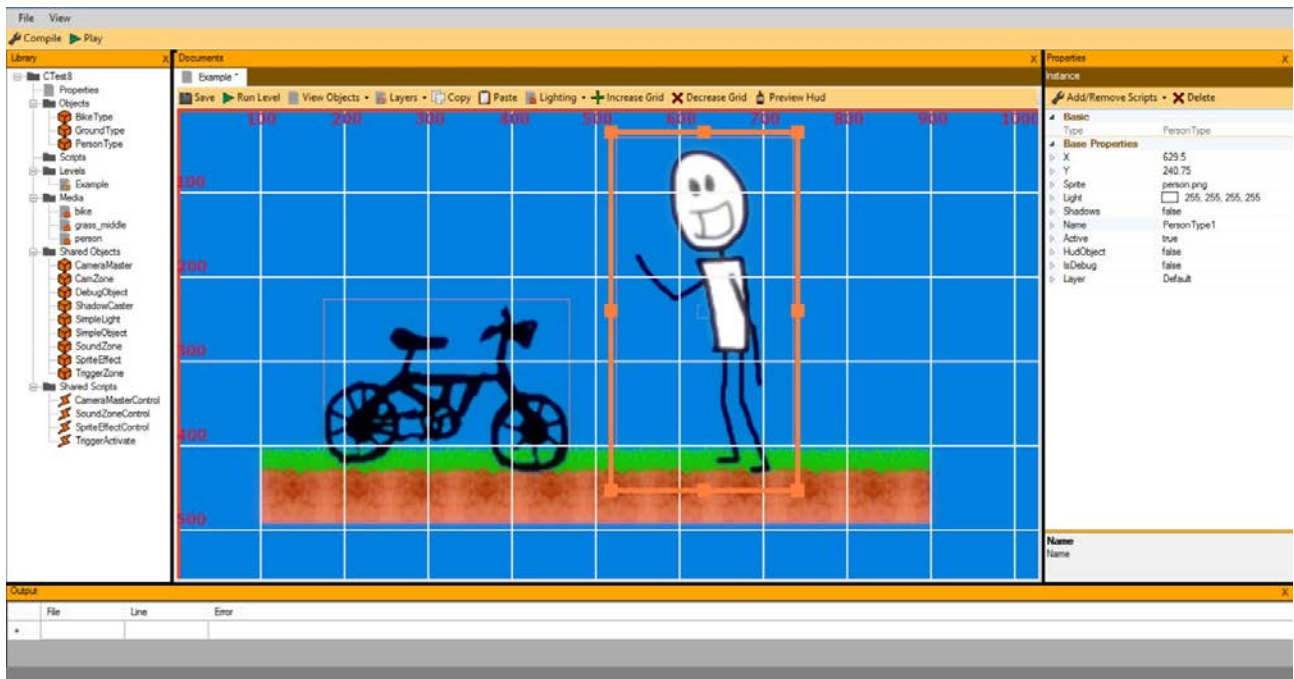 File View
Compile Play
Library X
CTest8
Properties
Objects
BikeType
GroundType
PersonType
Scripts
Levels
Example
Media
bike
grass_middle
person
Shared Objects
CameraMaster
CamZone
DebugObject
ShadowCaster
SimpleLight
SimpleObject
SoundZone
SpriteEffect
TriggerZone
Shared Scripts
CameraMasterControl
SoundZoneControl
SpriteEffectControl
TriggerActivate
Documents X
Example *
Save Run Level View Objects Layers Copy Paste Lighting Increase Grid Decrease Grid Preview Hud
100 200 300 400 500 600 700 800 900 1000
100
200
300
400
500
Properties X
Instance
Add/Remove Scripts Delete
Basic
Type PersonType
Base Properties
X 629.5
Y 240.75
Sprite person.png
Light 255, 255, 255, 255
Shadows false
Name PersonType1
Active true
HudObject false
IsDebug false
Layer Default
Name
Name
Output X
File Line Error
*